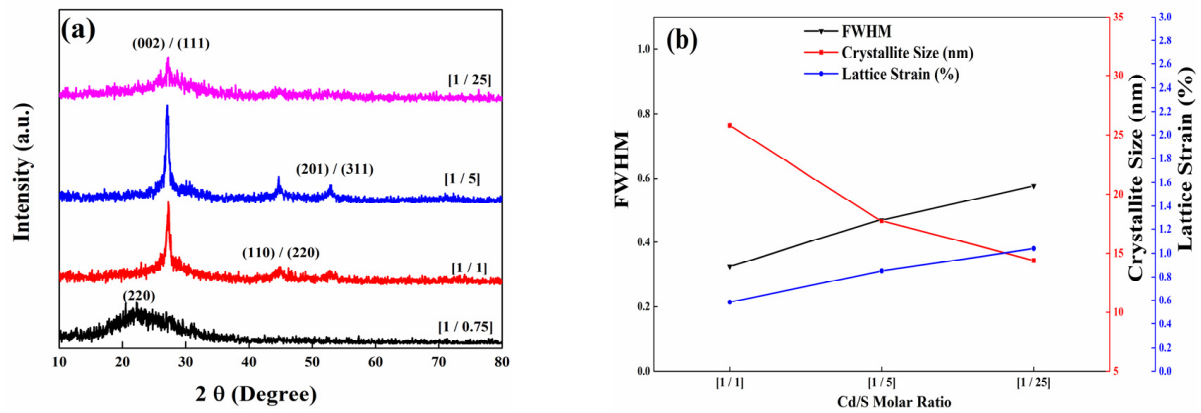 (a)
(002) / (111)
[1 / 25]
(201) / (311)
[1 / 5]
(110) / (220)
[1 / 1]
(220)
[1 / 0.75]
Intensity (a.u.)
10 20 30 40 50 60 70 80
2 θ (Degree)
(b)
FWHM
Crystallite Size (nm)
Lattice Strain (%)
FWHM
1.0
0.8
0.6
0.4
0.2
0.0
[1 / 1] [1 / 5] [1 / 25]
Cd/S Molar Ratio
35
30
25
20
15
10
5
Crystallite Size (nm)
3.0
2.8
2.6
2.4
2.2
2.0
1.8
1.6
1.4
1.2
1.0
0.8
0.6
0.4
0.2
0.0
Lattice Strain (%)